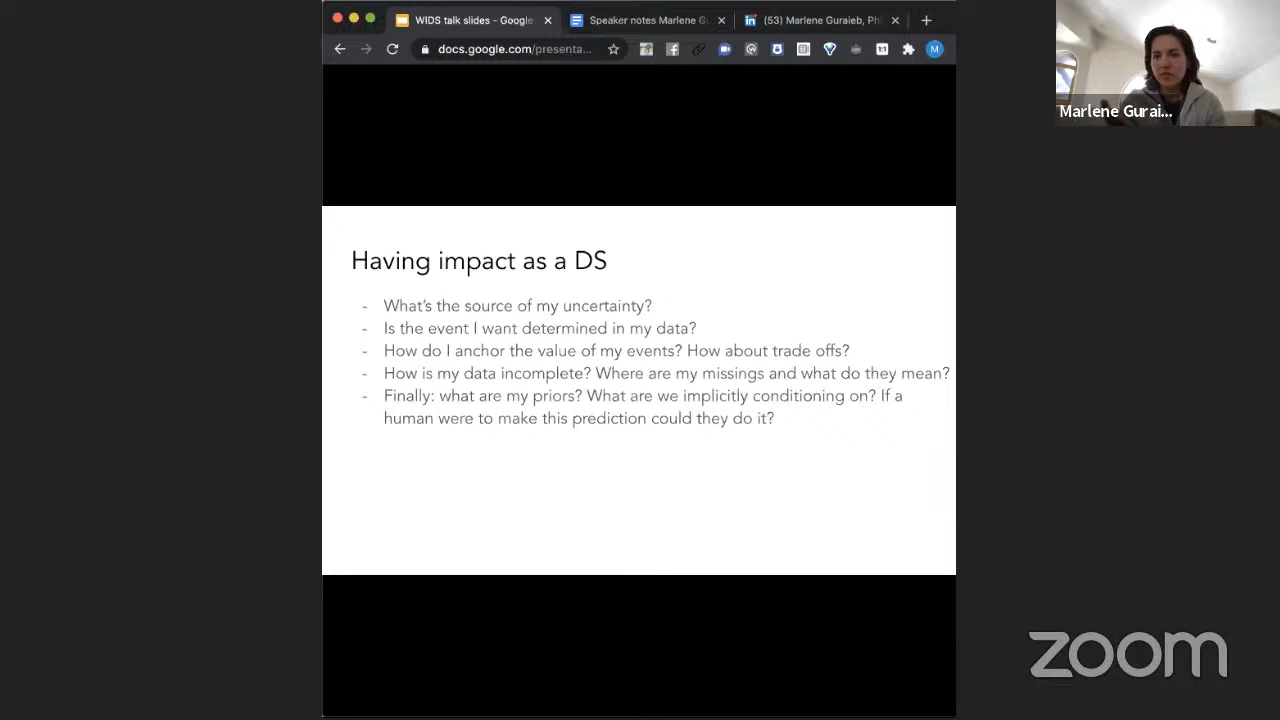 WIDS talk slides - Google
Speaker notes Marlene G
(53) Marlene Guraieb, Ph
docs.google.com/presenta...
M
Marlene Gurai...
Having impact as a DS
- What's the source of my uncertainty?
- Is the event I want determined in my data?
- How do I anchor the value of my events? How about trade offs?
- How is my data incomplete? Where are my missings and what do they mean?
- Finally: what are my priors? What are we implicitly conditioning on? If a
human were to make this prediction could they do it?
zoom